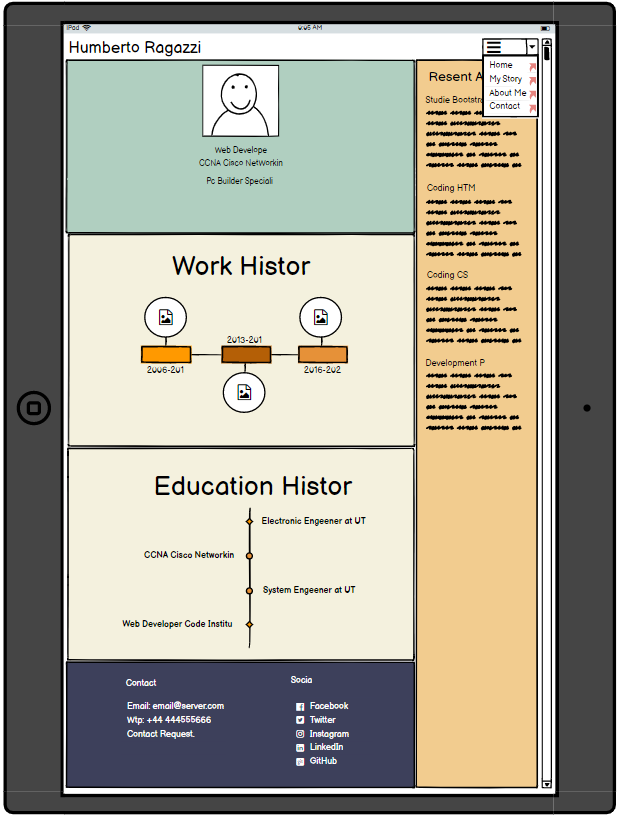 iPad 9:05 AM
Humberto Ragazzi
Home
My Story
About Me
Contact
Web Develope
CCNA Cisco Networkin
Pc Builder Speciali
Resent A
Studie Bootstra
Coding HTM
Coding CS
Development P
Work Histor
2013-201
2006-201
2016-202
Education Histor
Electronic Engeener at UT
CCNA Cisco Networkin
System Engeener at UT
Web Developer Code Institu
Contact
Email: email@server.com
Wtp: +44 444555666
Contact Request.
Socia
Facebook
Twitter
Instagram
LinkedIn
GitHub